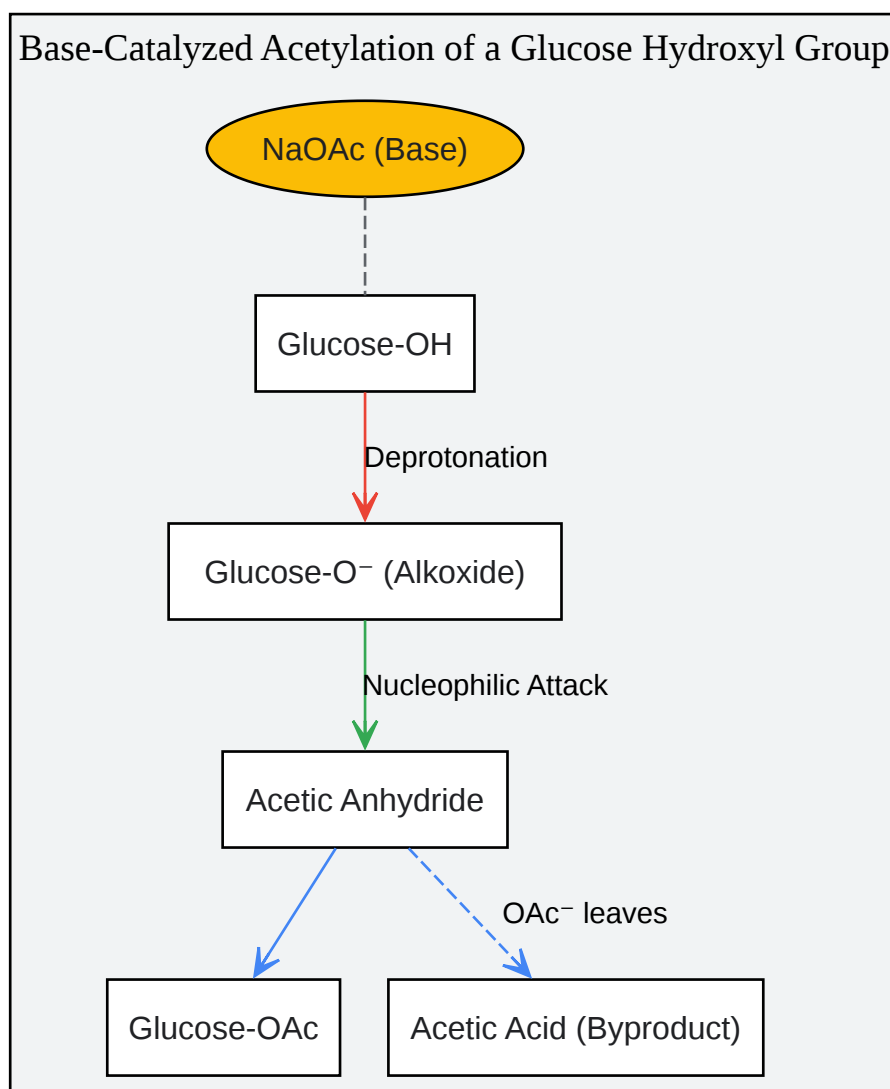 Base-Catalyzed Acetylation of a Glucose Hydroxyl Group
NaOAc (Base)
Glucose-OH
Deprotonation
Glucose-O⁻ (Alkoxide)
Nucleophilic Attack
Acetic Anhydride
OAc⁻ leaves
Glucose-OAc
Acetic Acid (Byproduct)